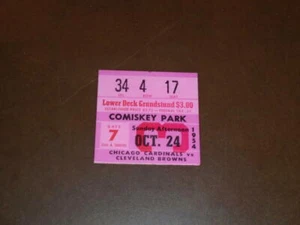 34 4 17
Lower Deck Grandstand $3.00
COMISKEY PARK
GATE
7
Sunday Afternoon
OCT. 24
1954
CHICAGO CARDINALS vs
CLEVELAND BROWNS